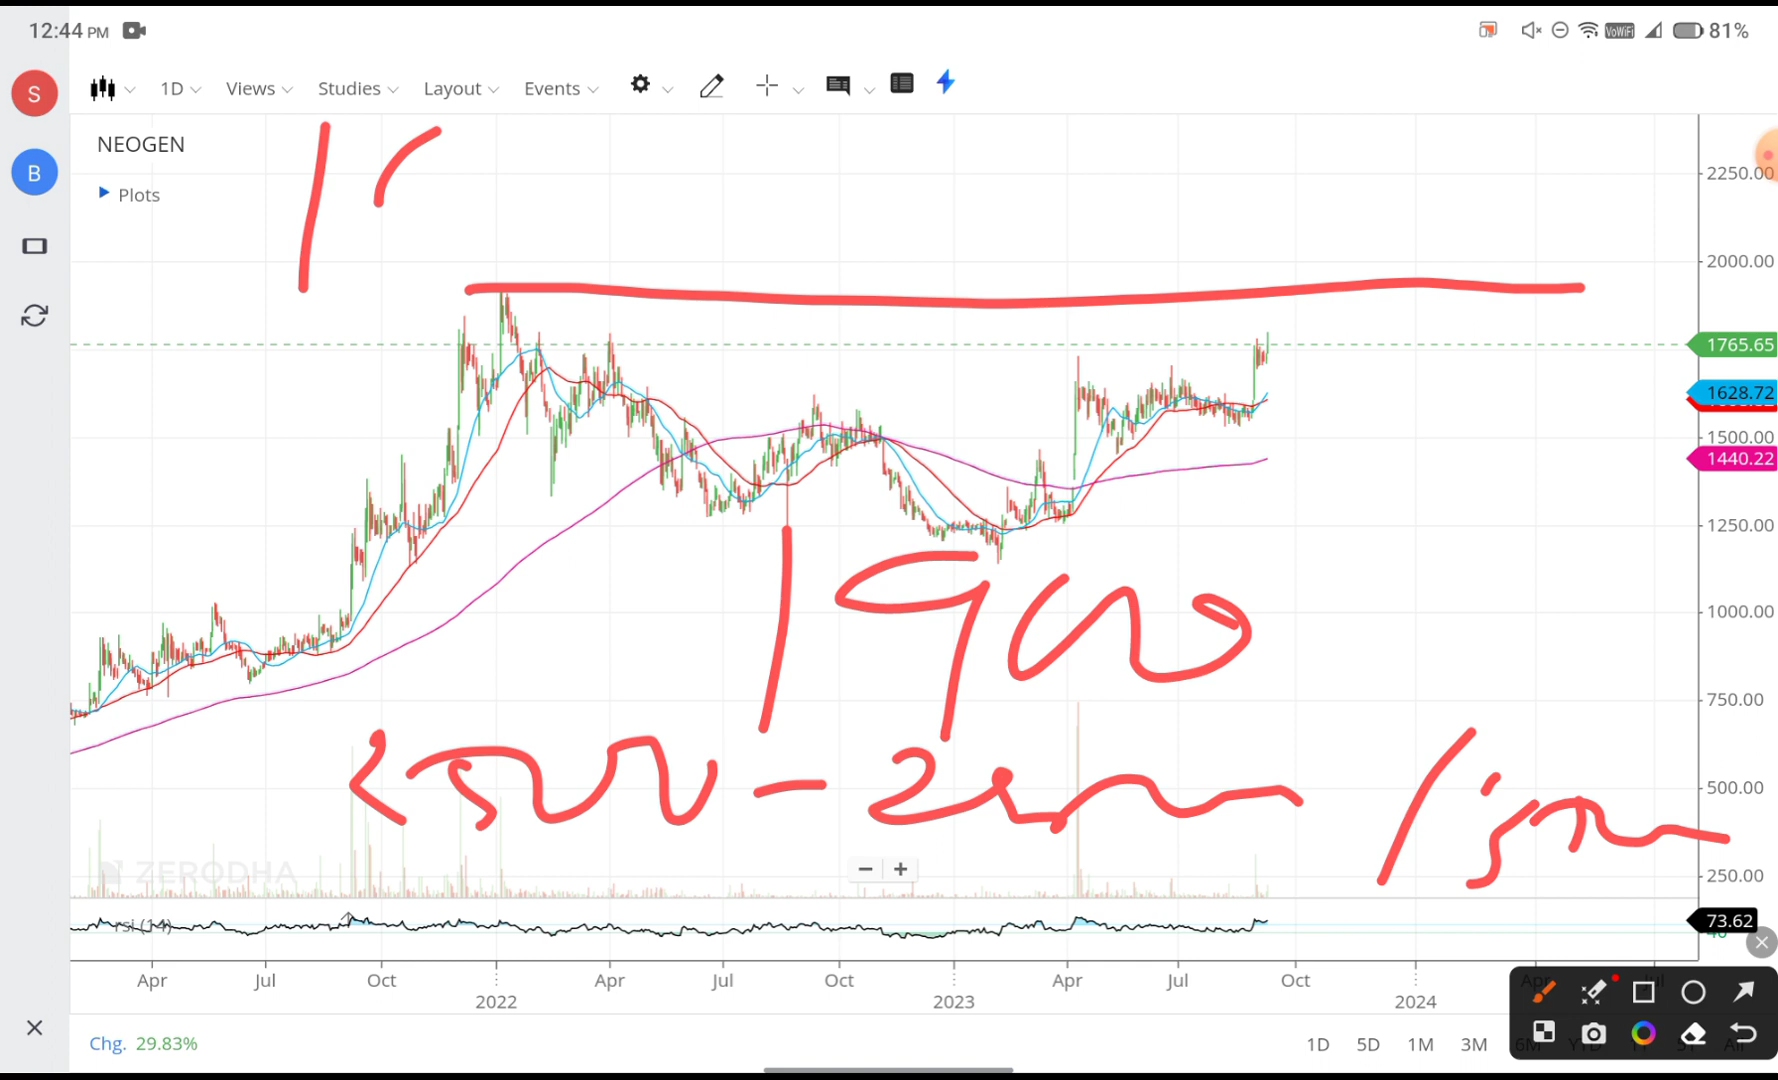 12:44 PM VoWiFi 81%
S 1D Views Studies Layout Events
NEOGEN
B
Plots
2250.00
2000.00
1765.65
1628.72
1500.00
1440.22
1250.00
1900
1000.00
750.00
500.00
ZERODHA
− +
250.00
rsi (14)
73.62
Apr Jul Oct Apr Jul Oct Apr Jul Oct
2022 2023 2024
Chg. 29.83% 1D 5D 1M 3M